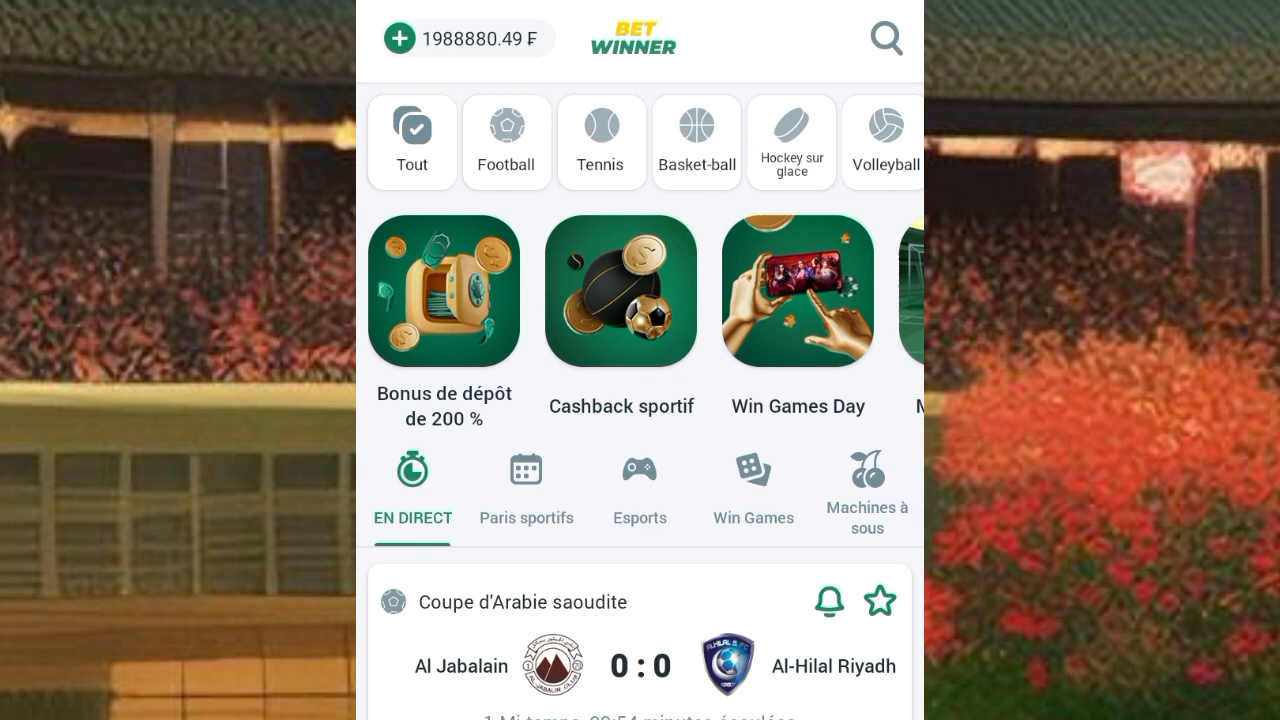 1988880.49 ₣
BET
WINNER
Tout
Football
Tennis
Basket-ball
Hockey sur
glace
Volleyball
Bonus de dépôt
de 200 %
Cashback sportif
Win Games Day
EN DIRECT
Paris sportifs
Esports
Win Games
Machines à
sous
Coupe d'Arabie saoudite
Al Jabalain
0 : 0
Al-Hilal Riyadh